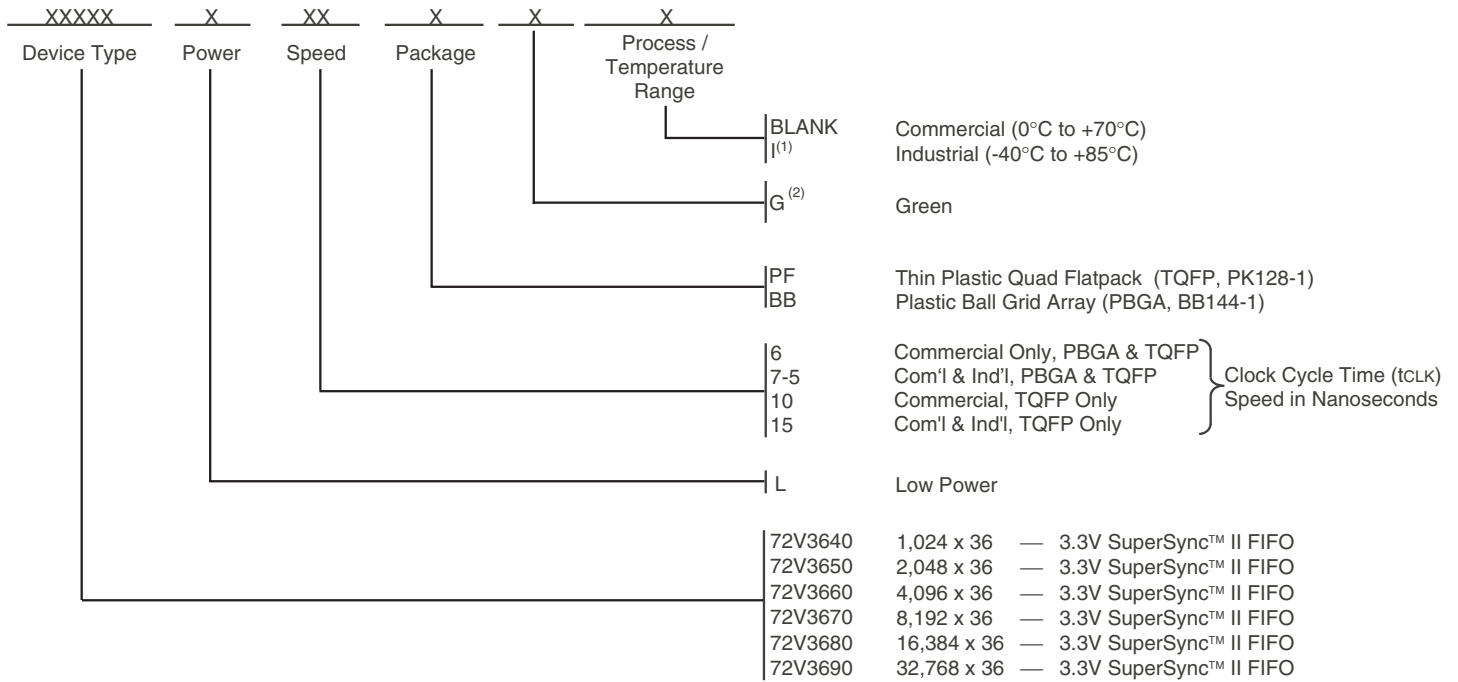 XXXXX X XX X X X
Device Type Power Speed Package Process /
Temperature
Range
BLANK Commercial (0°C to +70°C)
I(1) Industrial (-40°C to +85°C)
G (2) Green
PF Thin Plastic Quad Flatpack (TQFP, PK128-1)
BB Plastic Ball Grid Array (PBGA, BB144-1)
6 Commercial Only, PBGA & TQFP
7-5 Com‘l & Ind’l, PBGA & TQFP Clock Cycle Time (tCLK)
10 Commercial, TQFP Only Speed in Nanoseconds
15 Com'l & Ind'l, TQFP Only
L Low Power
72V3640 1,024 x 36 — 3.3V SuperSync™ II FIFO
72V3650 2,048 x 36 — 3.3V SuperSync™ II FIFO
72V3660 4,096 x 36 — 3.3V SuperSync™ II FIFO
72V3670 8,192 x 36 — 3.3V SuperSync™ II FIFO
72V3680 16,384 x 36 — 3.3V SuperSync™ II FIFO
72V3690 32,768 x 36 — 3.3V SuperSync™ II FIFO